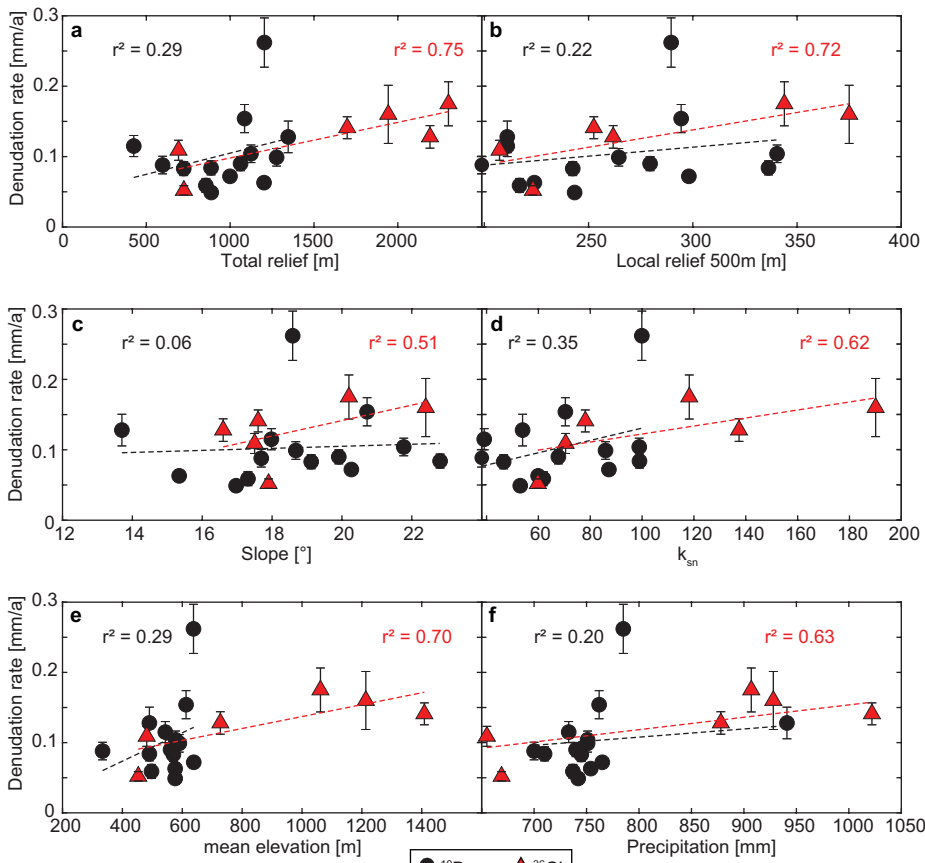 a
r² = 0.29
r² = 0.75
b
r² = 0.22
r² = 0.72
0.3
0.2
0.1
0
Denudation rate [mm/a]
0 500 1000 1500 2000
Total relief [m]
250 300 350 400
Local relief 500m [m]
c
r² = 0.06
r² = 0.51
d
r² = 0.35
r² = 0.62
0.3
0.2
0.1
0
Denudation rate [mm/a]
12 14 16 18 20 22
Slope [°]
60 80 100 120 140 160 180 200
k_sn
e
r² = 0.29
r² = 0.70
f
r² = 0.20
r² = 0.63
0.3
0.2
0.1
0
Denudation rate [mm/a]
200 400 600 800 1000 1200 1400
mean elevation [m]
700 750 800 850 900 950 1000 1050
Precipitation [mm]